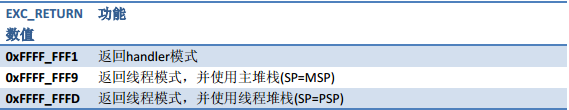 EXC_RETURN 功能
数值
0xFFFF_FFF1 返回handler模式
0xFFFF_FFF9 返回线程模式，并使用主堆栈(SP=MSP)
0xFFFF_FFFD 返回线程模式，并使用线程堆栈(SP=PSP)